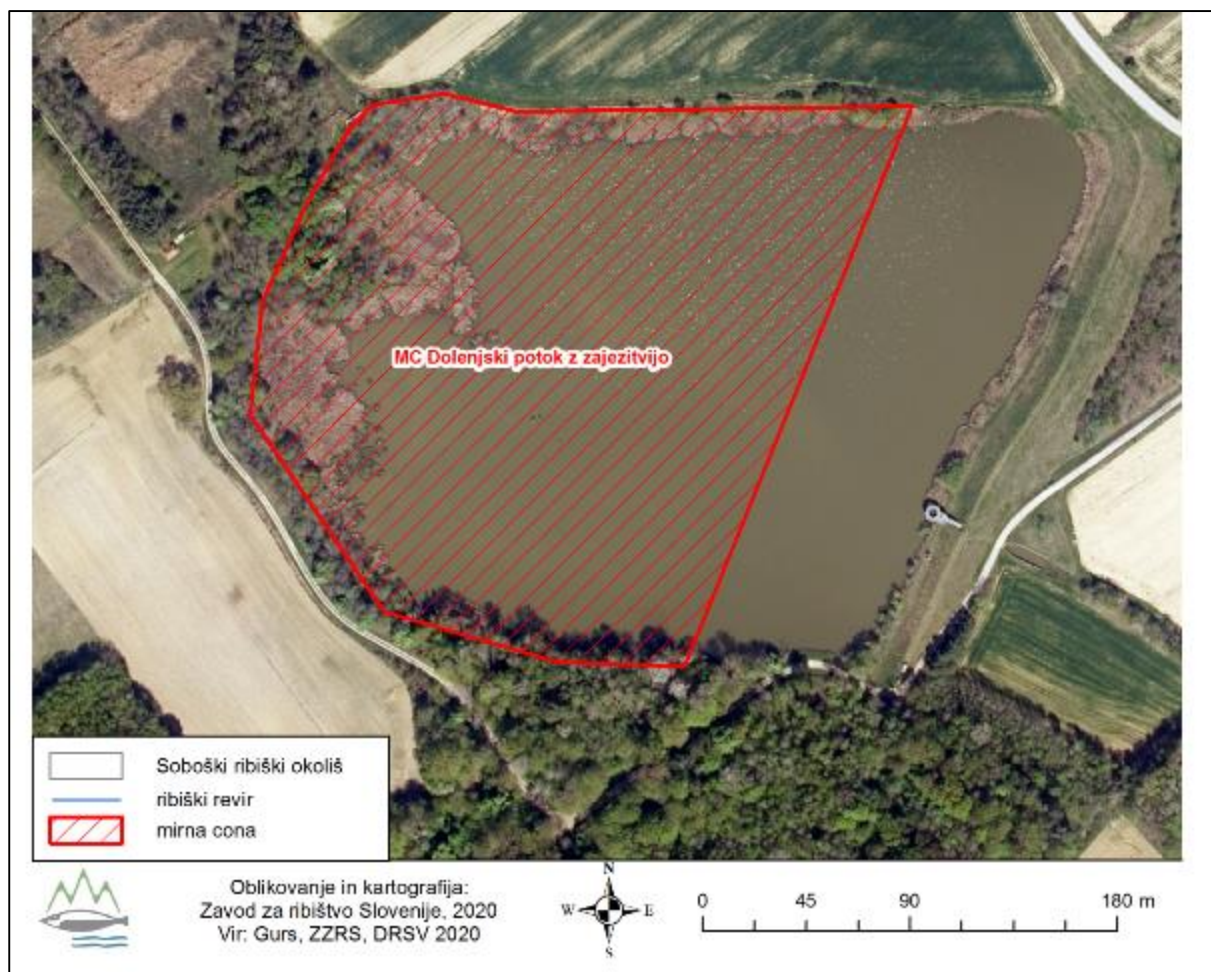 MC Dolenjski potok z zajezitvijo
Soboški ribiški okoliš
ribiški revir
mirna cona
Oblikovanje in kartografija:
Zavod za ribištvo Slovenije, 2020
Vir: Gurs, ZZRS, DRSV 2020
N
W E
S
0 45 90 180 m